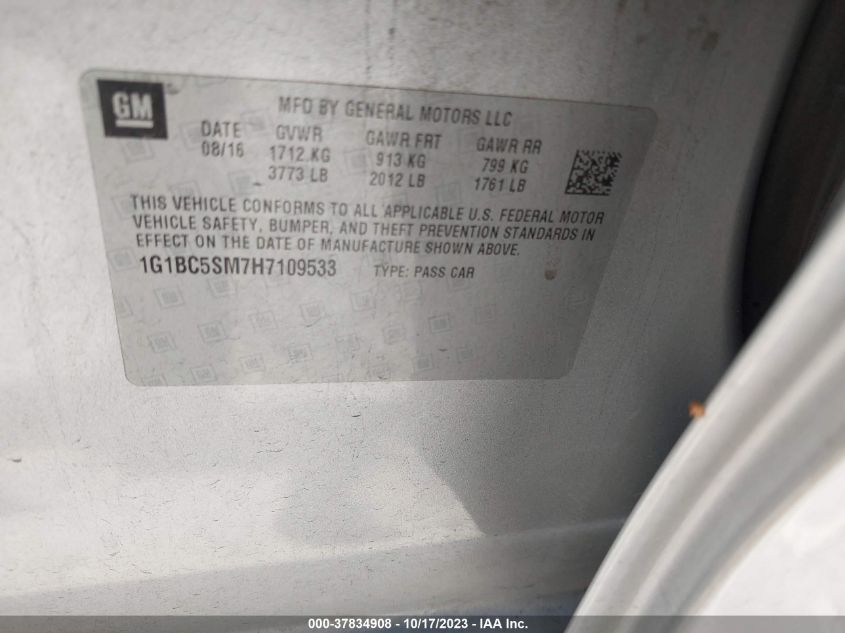 GM
MFD BY GENERAL MOTORS LLC
DATE GVWR GAWR FRT GAWR RR
08/16 1712 KG 913 KG 799 KG
3773 LB 2012 LB 1761 LB
THIS VEHICLE CONFORMS TO ALL APPLICABLE U.S. FEDERAL MOTOR
VEHICLE SAFETY, BUMPER, AND THEFT PREVENTION STANDARDS IN
EFFECT ON THE DATE OF MANUFACTURE SHOWN ABOVE.
1G1BC5SM7H7109533 TYPE: PASS CAR
000-37834908 - 10/17/2023 - IAA Inc.